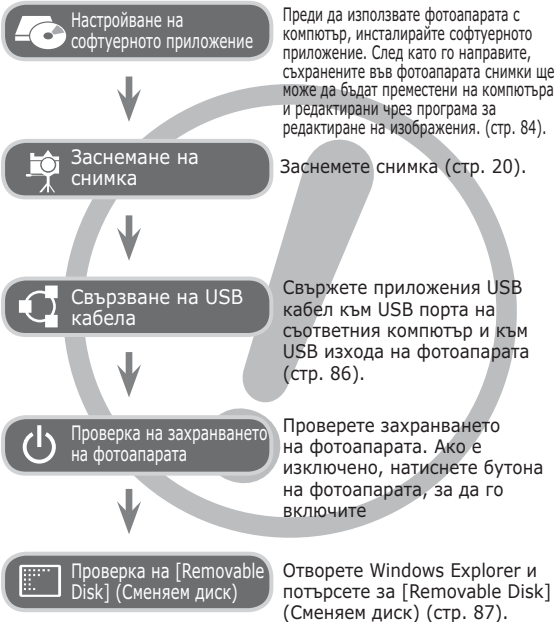 Настройване на
софтуерното приложение
Преди да използвате фотоапарата с
компютър, инсталирайте софтуерното
приложение. След като го направите,
съхранените във фотоапарата снимки ще
може да бъдат преместени на компютъра
и редактирани чрез програма за
редактиране на изображения. (стр. 84).
Заснемане на
снимка
Заснемете снимка (стр. 20).
Свързване на USB
кабела
Свържете приложения USB
кабел към USB порта на
съответния компютър и към
USB изхода на фотоапарата
(стр. 86).
Проверка на захранването
на фотоапарата
Проверете захранването
на фотоапарата. Ако е
изключено, натиснете бутона
на фотоапарата, за да го
включите
Проверка на [Removable
Disk] (Сменяем диск)
Отворете Windows Explorer и
потърсете за [Removable Disk]
(Сменяем диск) (стр. 87).